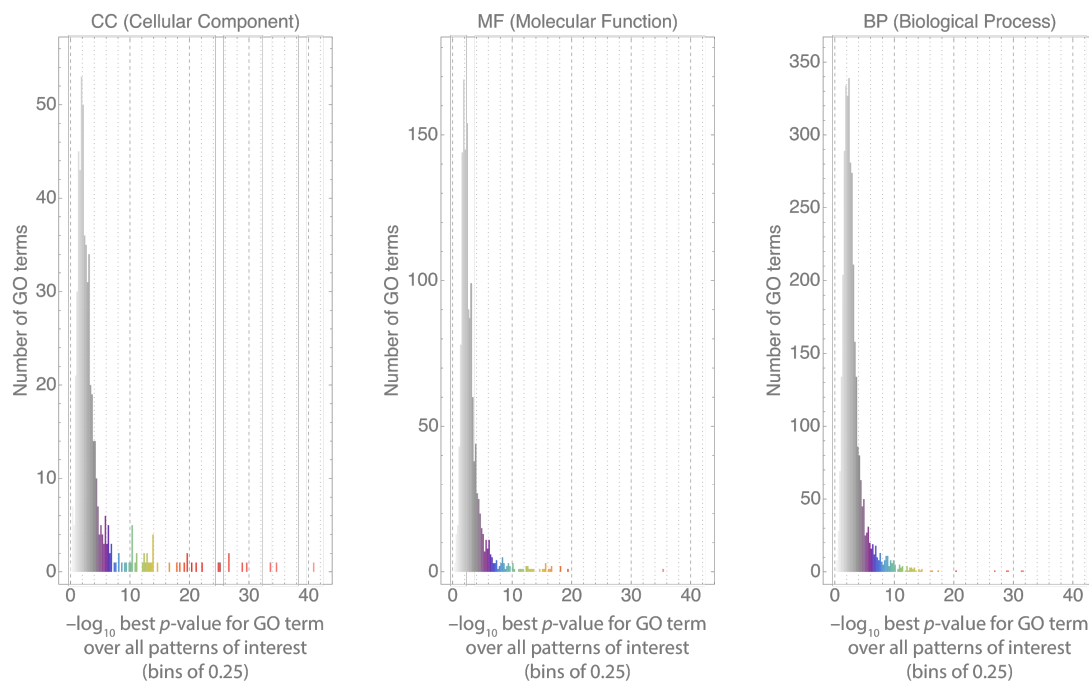 CC (Cellular Component)
Number of GO terms
50
40
30
20
10
0
0 10 20 30 40
–log10 best p-value for GO term
over all patterns of interest
(bins of 0.25)
MF (Molecular Function)
Number of GO terms
150
100
50
0
0 10 20 30 40
–log10 best p-value for GO term
over all patterns of interest
(bins of 0.25)
BP (Biological Process)
Number of GO terms
350
300
250
200
150
100
50
0
0 10 20 30 40
–log10 best p-value for GO term
over all patterns of interest
(bins of 0.25)